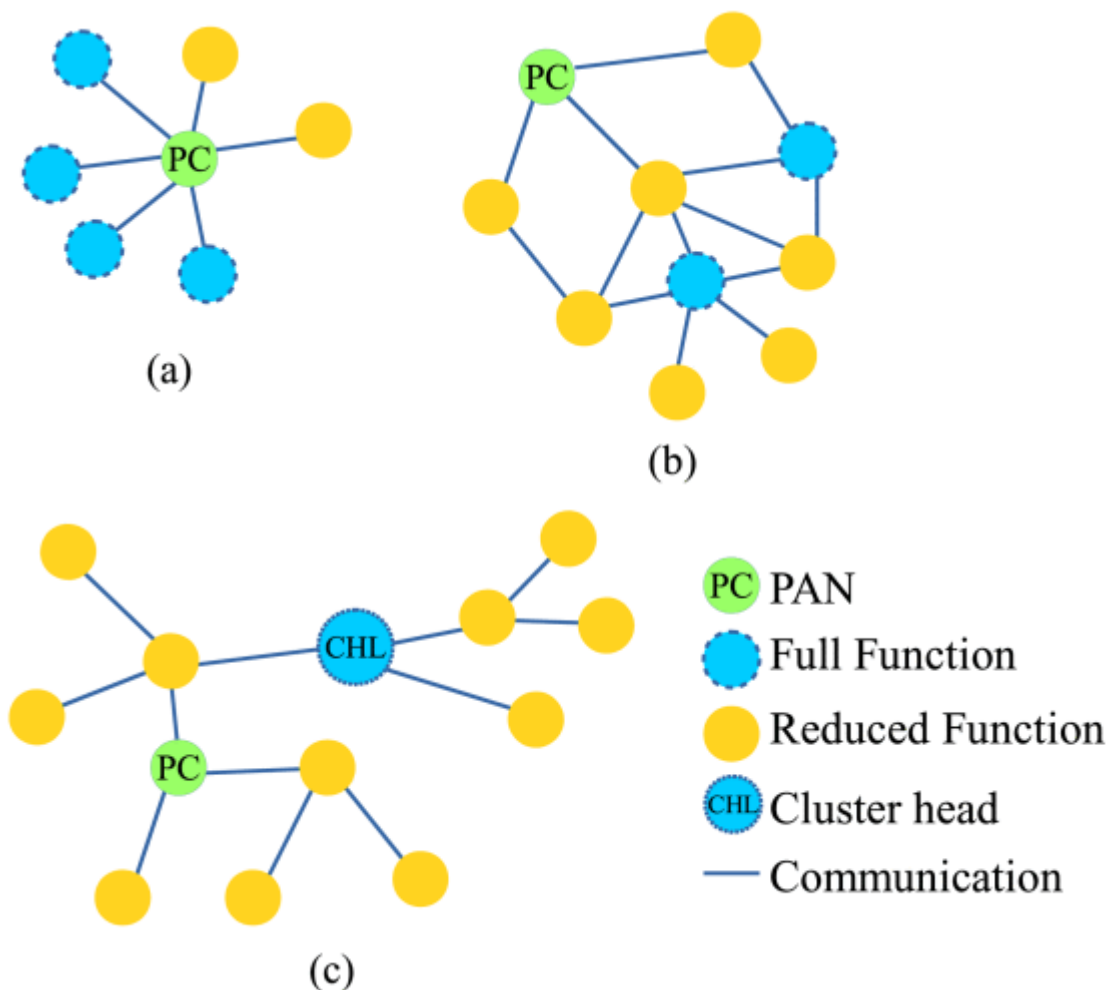 PC
(a)
PC
(b)
CHL
PC
(c)
PC PAN
Full Function
Reduced Function
CHL Cluster head
Communication